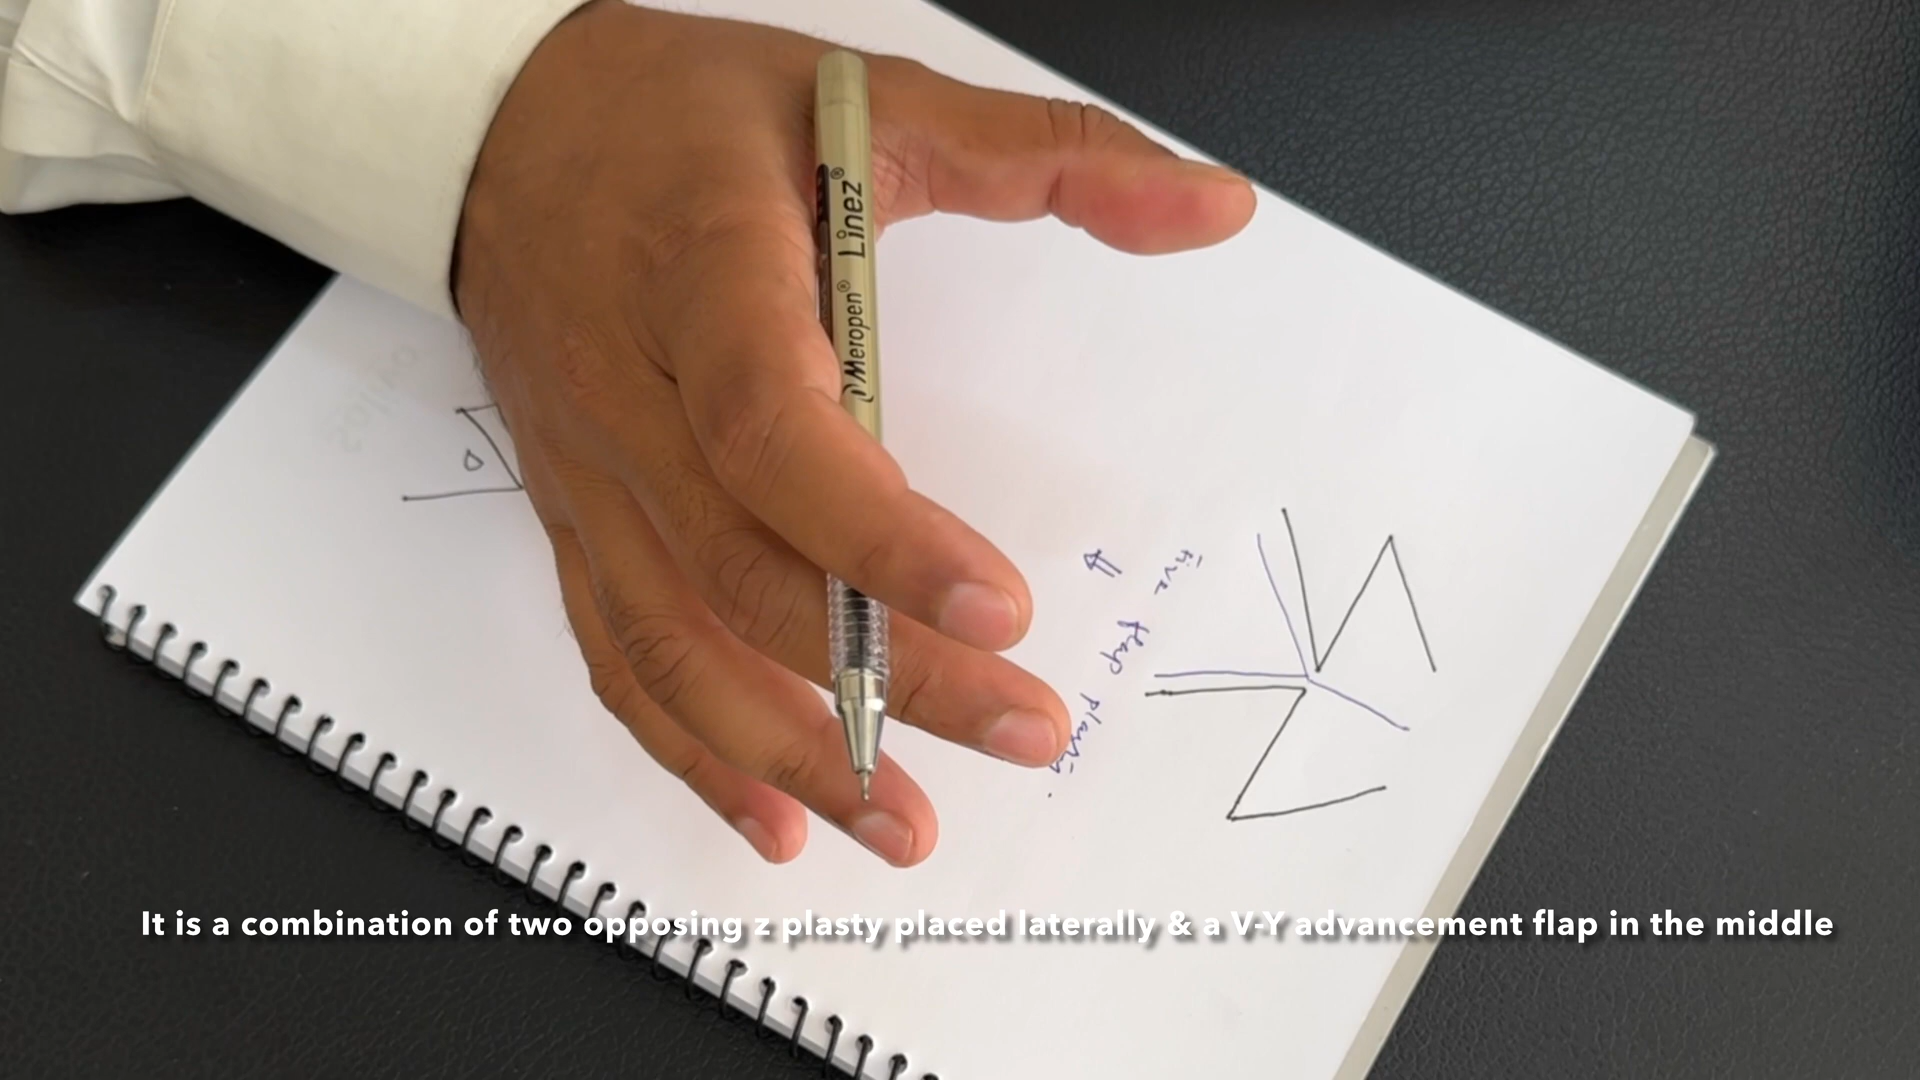 Meropen® Linez®
D
five flap plasty.
It is a combination of two opposing z plasty placed laterally & a V-Y advancement flap in the middle